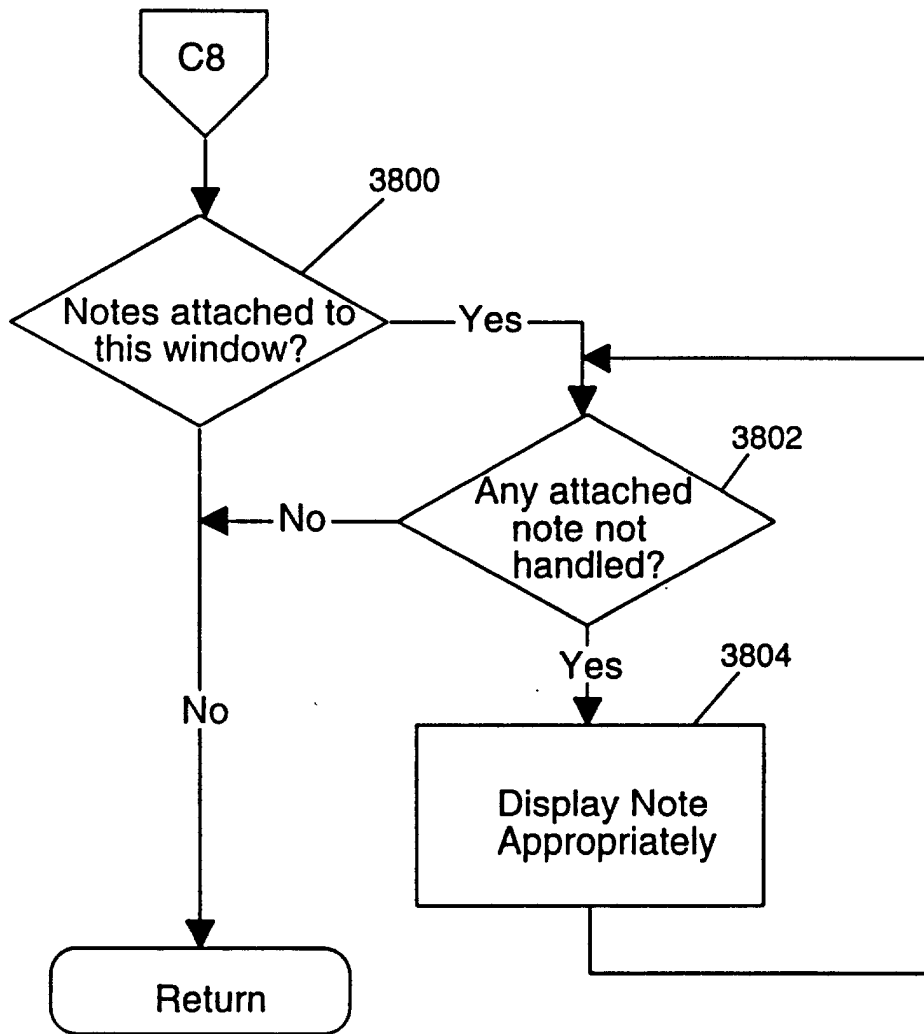 C8
3800
Notes attached to
this window?
Yes
3802
Any attached
note not
handled?
No
Yes
3804
No
Display Note
Appropriately
Return